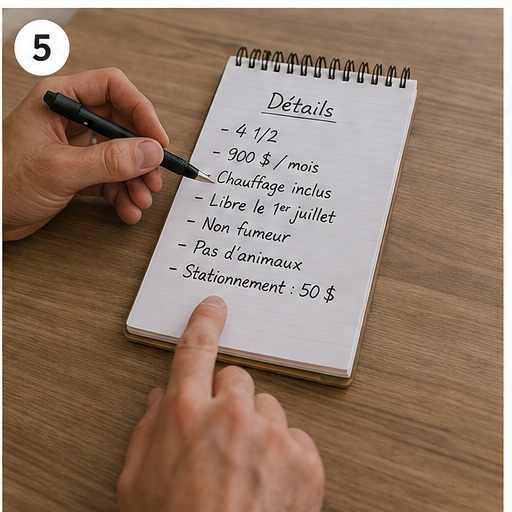 5
Détails
- 4 1/2
- 900 $ / mois
Chauffage inclus
- Libre le 1er juillet
- Non fumeur
- Pas d'animaux
- Stationnement : 50 $